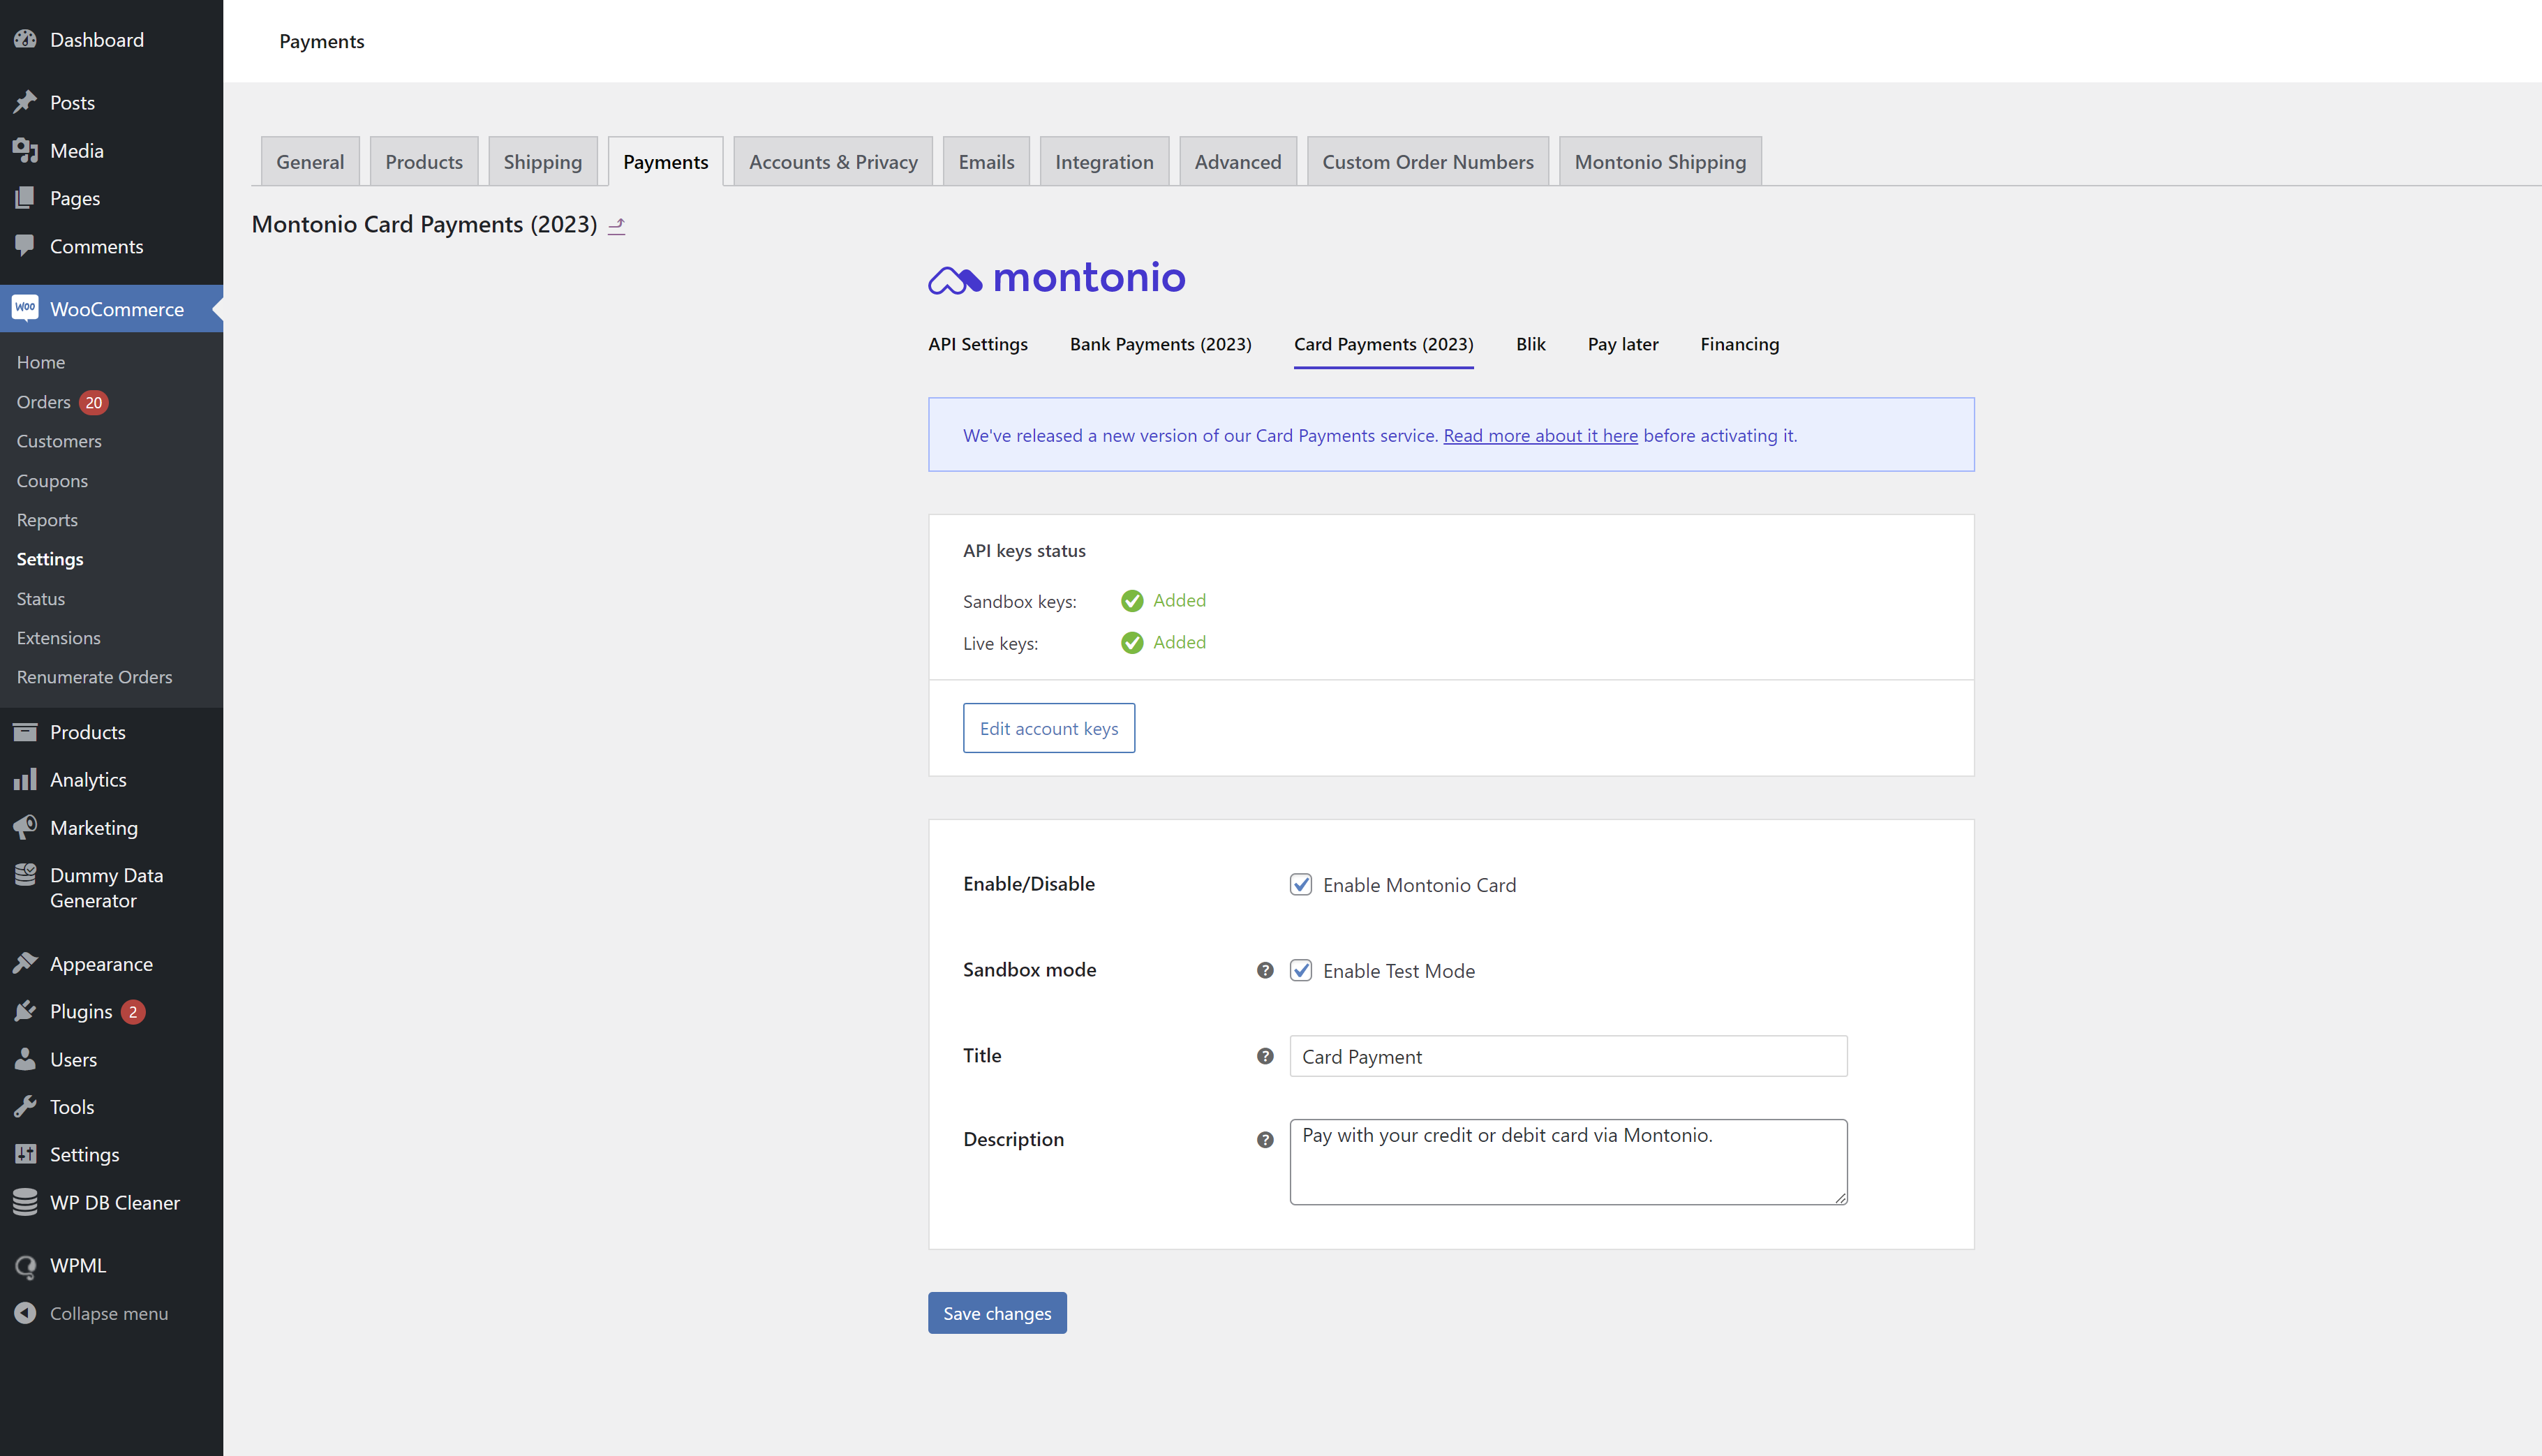 Dashboard
Posts
Media
Pages
Comments
Woo WooCommerce
Home
Orders 20
Customers
Coupons
Reports
Settings
Status
Extensions
Renumerate Orders
Products
Analytics
Marketing
Dummy Data
Generator
Appearance
Plugins 2
Users
Tools
Settings
WP DB Cleaner
WPML
Collapse menu
Payments
General Products Shipping Payments Accounts & Privacy Emails Integration Advanced Custom Order Numbers Montonio Shipping
Montonio Card Payments (2023)
montonio
API Settings Bank Payments (2023) Card Payments (2023) Blik Pay later Financing
We've released a new version of our Card Payments service. Read more about it here before activating it.
API keys status
Sandbox keys: Added
Live keys: Added
Edit account keys
Enable/Disable Enable Montonio Card
Sandbox mode ? Enable Test Mode
Title ? Card Payment
Description ? Pay with your credit or debit card via Montonio.
Save changes